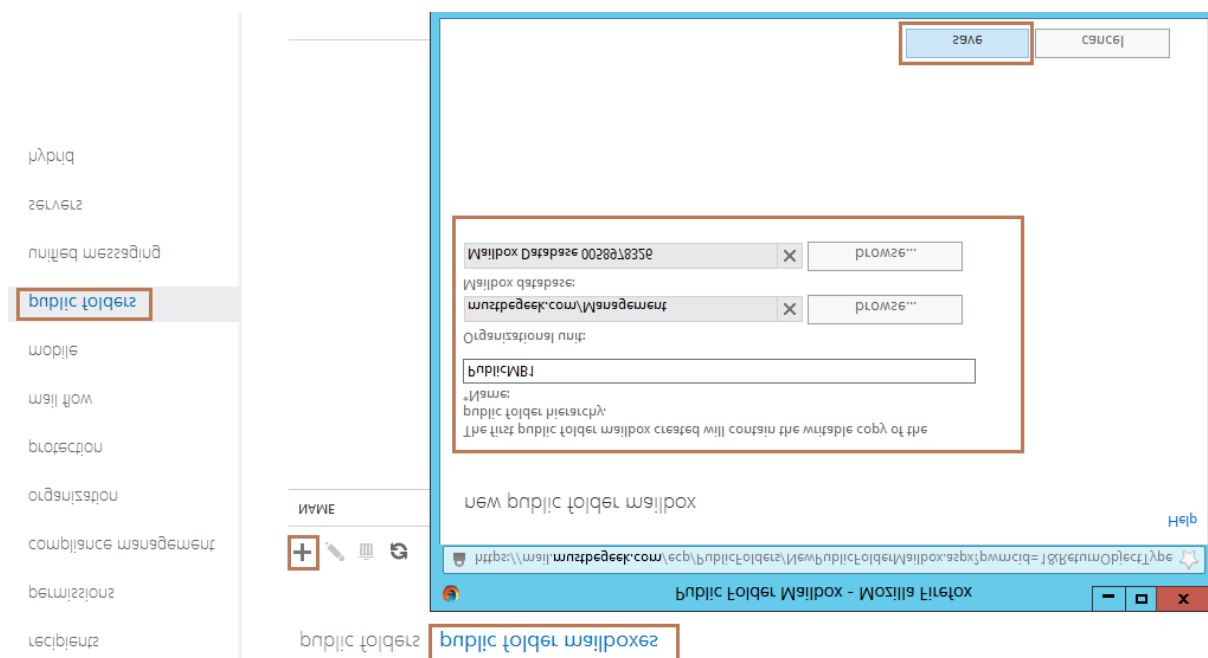 recipients
permissions
compliance management
organization
protection
mail flow
mobile
public folders
unified messaging
servers
hybrid
public folders public folder mailboxes
NAME
Public Folder Mailbox - Mozilla Firefox
https://mail.mustbegeek.com/ecp/PublicFolders/NewPublicFolderMailbox.aspx?pwmcid=1&ReturnObjectType
Help
new public folder mailbox
The first public folder mailbox created will contain the writable copy of the
public folder hierarchy.
*Name:
PublicMB1
Organizational unit:
mustbegeek.com/Management X browse...
Mailbox database:
Mailbox Database 0058978326 X browse...
save cancel